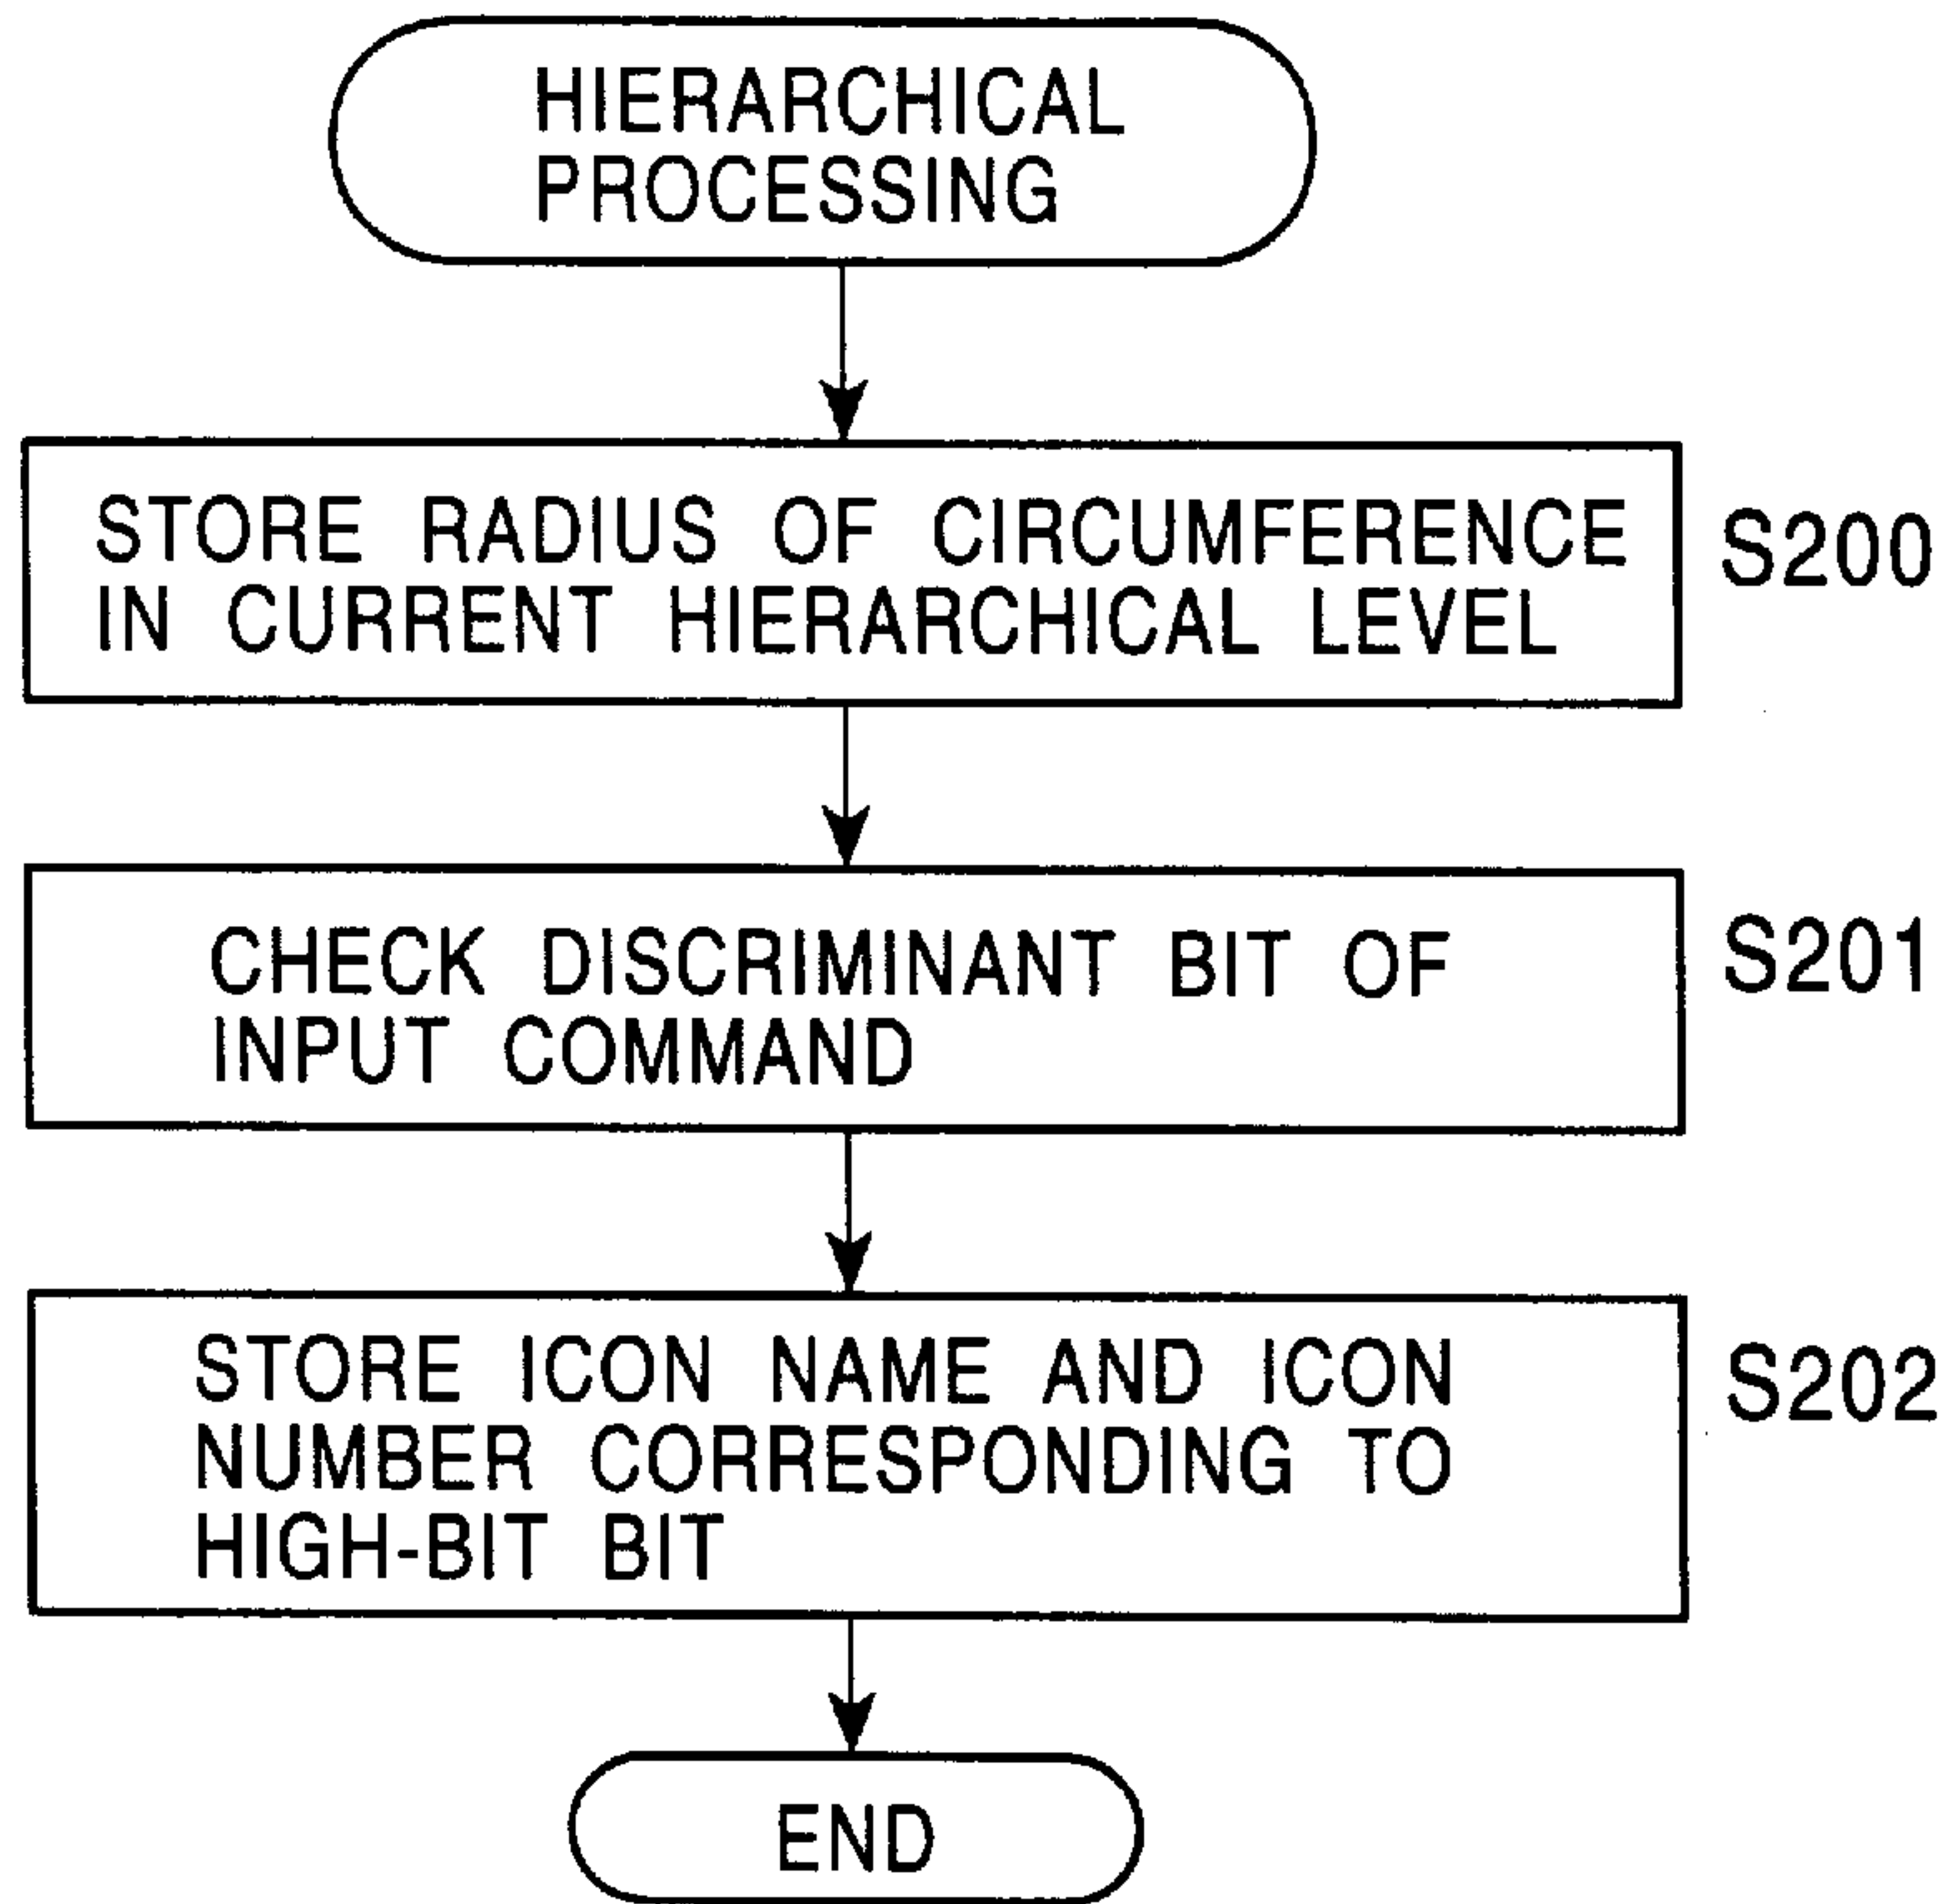 HIERARCHICAL
PROCESSING
STORE RADIUS OF CIRCUMFERENCE
IN CURRENT HIERARCHICAL LEVEL
S200
CHECK DISCRIMINANT BIT OF
INPUT COMMAND
S201
STORE ICON NAME AND ICON
NUMBER CORRESPONDING TO
HIGH-BIT BIT
S202
END